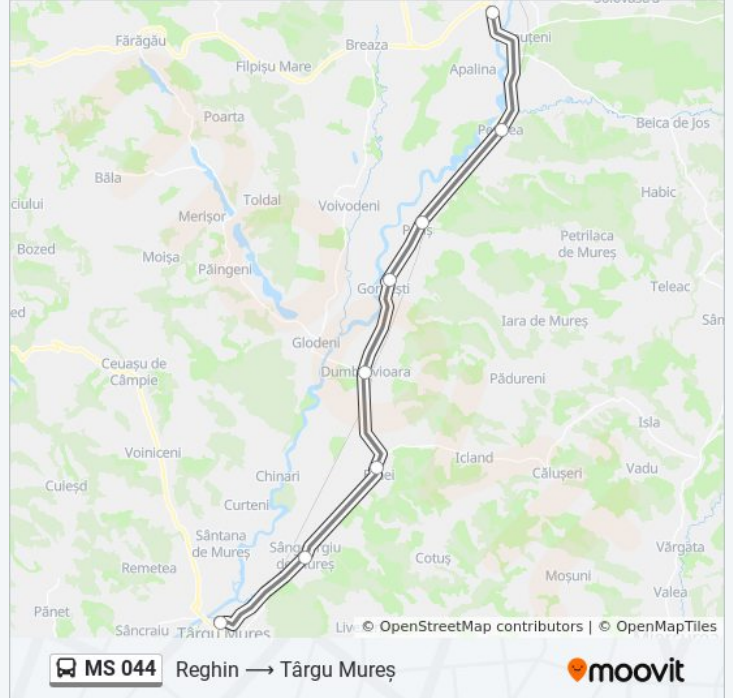 Fărăgău
Breaza
Filpișu Mare
Apalina
Poarta
Beica de Jos
Băla
Habic
Toldal
Voivodeni
Merișor
Petrilaca
de Mureș
Bozed
Moișa
Păingeni
Teleac
Iara de Mureș
Glodeni
Ceuașu de
Câmpie
Pădureni
Isla
Voiniceni
Icland
Vadu
Călușeri
Chinari
Culeșd
Curteni
Sântana
de Mureș
Vărgata
Cotuș
Remetea
Moșuni
Valea
Pănet
Sâncraiu
Târgu Mureș
© OpenStreetMap contributors | © OpenMapTiles
MS 044 Reghin → Târgu Mureș
moovit